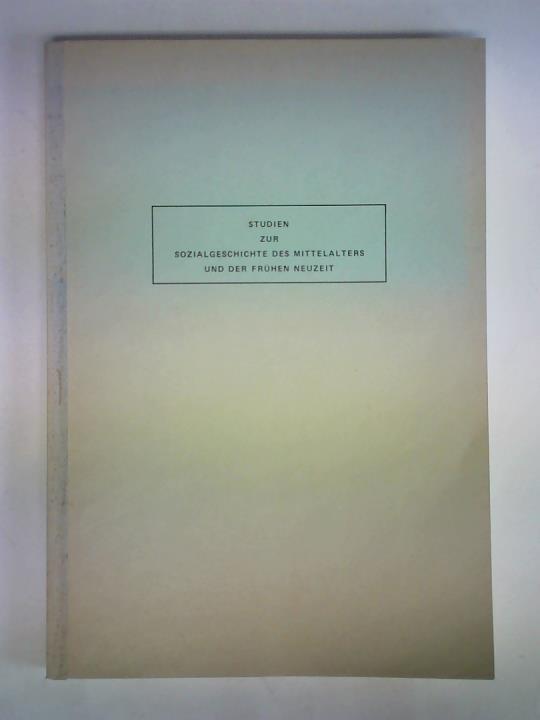 STUDIEN
ZUR
SOZIALGESCHICHTE DES MITTELALTERS
UND DER FRÜHEN NEUZEIT